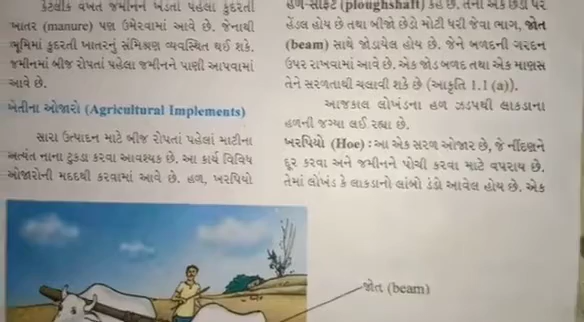 કેટલીક વખત જમીનને ખેડતા પહેલા કુદરતી
ખાતર (manure) પણ ઉમેરવામાં આવે છે. જેનાથી
ભૂમિમાં કુદરતી ખાતરનું સંમિશ્રણ વ્યવસ્થિત થઈ શકે.
જમીનમાં બીજ રોપતાં પહેલા જમીનને પાણી આપવામાં
આવે છે.
ખેતીના ઓજારો (Agricultural Implements)
સારા ઉત્પાદન માટે બીજ રોપતાં પહેલાં માટીના
અત્યંત નાના ટુકડા કરવા આવશ્યક છે. આ કાર્ય વિવિધ
ઓજારોની મદદથી કરવામાં આવે છે. હળ, ખરપિયો
હળ-સાફ્ટ (ploughshaft) કહે છે. તેના એક છેડા પર
હેંડલ હોય છે તથા બીજો છેડો મોટી ધરી જેવા ભાગ, જોત
(beam) સાથે જોડાયેલ હોય છે. જેને બળદની ગરદન
ઉપર રાખવામાં આવે છે. એક જોડ બળદ તથા એક માણસ
તેને સરળતાથી ચલાવી શકે છે (આકૃતિ 1.1 (a)).
આજકાલ લોખંડના હળ ઝડપથી લાકડાના
હળની જગ્યા લઈ રહ્યા છે.
ખરપિયો (Hoe) : આ એક સરળ ઓજાર છે, જે નીંદણને
દૂર કરવા અને જમીનને પોચી કરવા માટે વપરાય છે.
તેમાં લોખંડ કે લાકડાનો લાંબો દંડો આવેલ હોય છે. એક
જોત (beam)